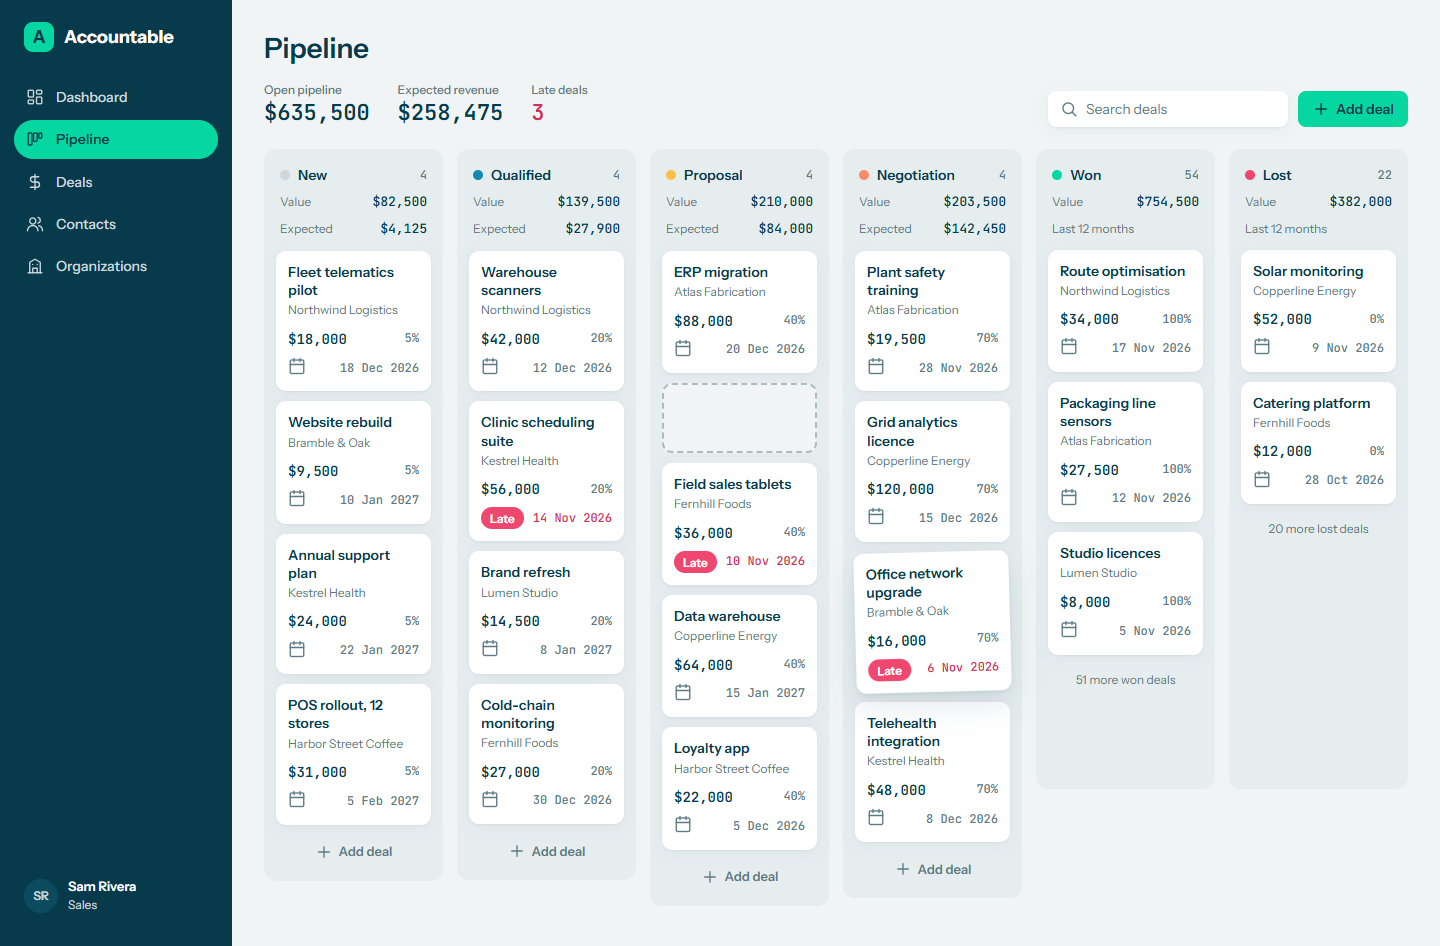 A Accountable
Dashboard
Pipeline
Deals
Contacts
Organizations
SR
Sam Rivera
Sales
Pipeline
Open pipeline
$635,500
Expected revenue
$258,475
Late deals
3
Search deals
Add deal
New 4
Value $82,500
Expected $4,125
Fleet telematics
pilot
Northwind Logistics
$18,000 5%
18 Dec 2026
Website rebuild
Bramble & Oak
$9,500 5%
10 Jan 2027
Annual support
plan
Kestrel Health
$24,000 5%
22 Jan 2027
POS rollout, 12
stores
Harbor Street Coffee
$31,000 5%
5 Feb 2027
Add deal
Qualified 4
Value $139,500
Expected $27,900
Warehouse
scanners
Northwind Logistics
$42,000 20%
12 Dec 2026
Clinic scheduling
suite
Kestrel Health
$56,000 20%
Late 14 Nov 2026
Brand refresh
Lumen Studio
$14,500 20%
8 Jan 2027
Cold-chain
monitoring
Fernhill Foods
$27,000 20%
30 Dec 2026
Add deal
Proposal 4
Value $210,000
Expected $84,000
ERP migration
Atlas Fabrication
$88,000 40%
20 Dec 2026
Field sales tablets
Fernhill Foods
$36,000 40%
Late 10 Nov 2026
Data warehouse
Copperline Energy
$64,000 40%
15 Jan 2027
Loyalty app
Harbor Street Coffee
$22,000 40%
5 Dec 2026
Add deal
Negotiation 4
Value $203,500
Expected $142,450
Plant safety
training
Atlas Fabrication
$19,500 70%
28 Nov 2026
Grid analytics
licence
Copperline Energy
$120,000 70%
15 Dec 2026
Office network
upgrade
Bramble & Oak
$16,000 70%
Late 6 Nov 2026
Telehealth
integration
Kestrel Health
$48,000 70%
8 Dec 2026
Add deal
Won 54
Value $754,500
Last 12 months
Route optimisation
Northwind Logistics
$34,000 100%
17 Nov 2026
Packaging line
sensors
Atlas Fabrication
$27,500 100%
12 Nov 2026
Studio licences
Lumen Studio
$8,000 100%
5 Nov 2026
51 more won deals
Lost 22
Value $382,000
Last 12 months
Solar monitoring
Copperline Energy
$52,000 0%
9 Nov 2026
Catering platform
Fernhill Foods
$12,000 0%
28 Oct 2026
20 more lost deals